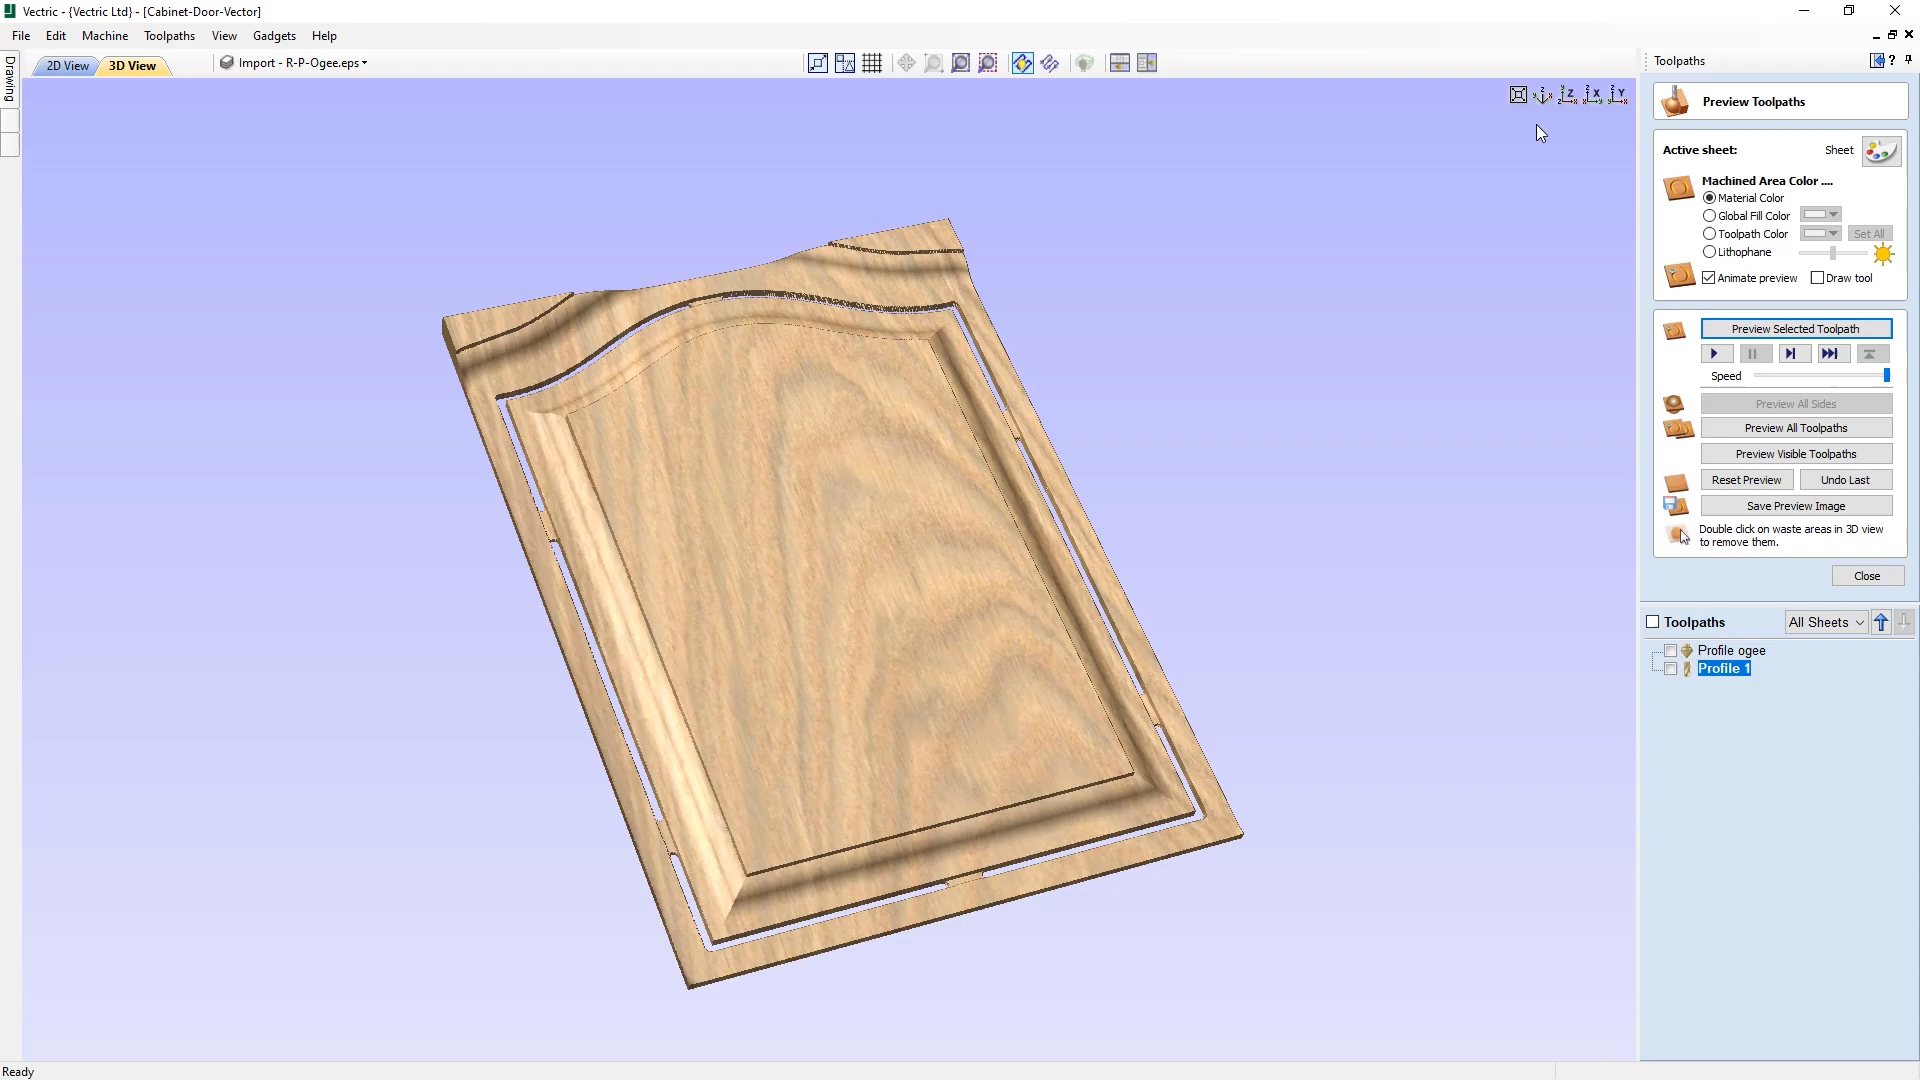 Vectric - {Vectric Ltd} - [Cabinet-Door-Vector]
File Edit Machine Toolpaths View Gadgets Help
Drawing
2D View 3D View Import - R-P-Ogee.eps
Toolpaths
?
Z X Y
Preview Toolpaths
Active sheet: Sheet
Machined Area Color ....
Material Color
Global Fill Color
Toolpath Color Set All
Lithophane
Animate preview Draw tool
Preview Selected Toolpath
Speed
Preview All Sides
Preview All Toolpaths
Preview Visible Toolpaths
Reset Preview Undo Last
Save Preview Image
Double click on waste areas in 3D view
to remove them.
Close
Toolpaths All Sheets
Profile ogee
Profile 1
Ready